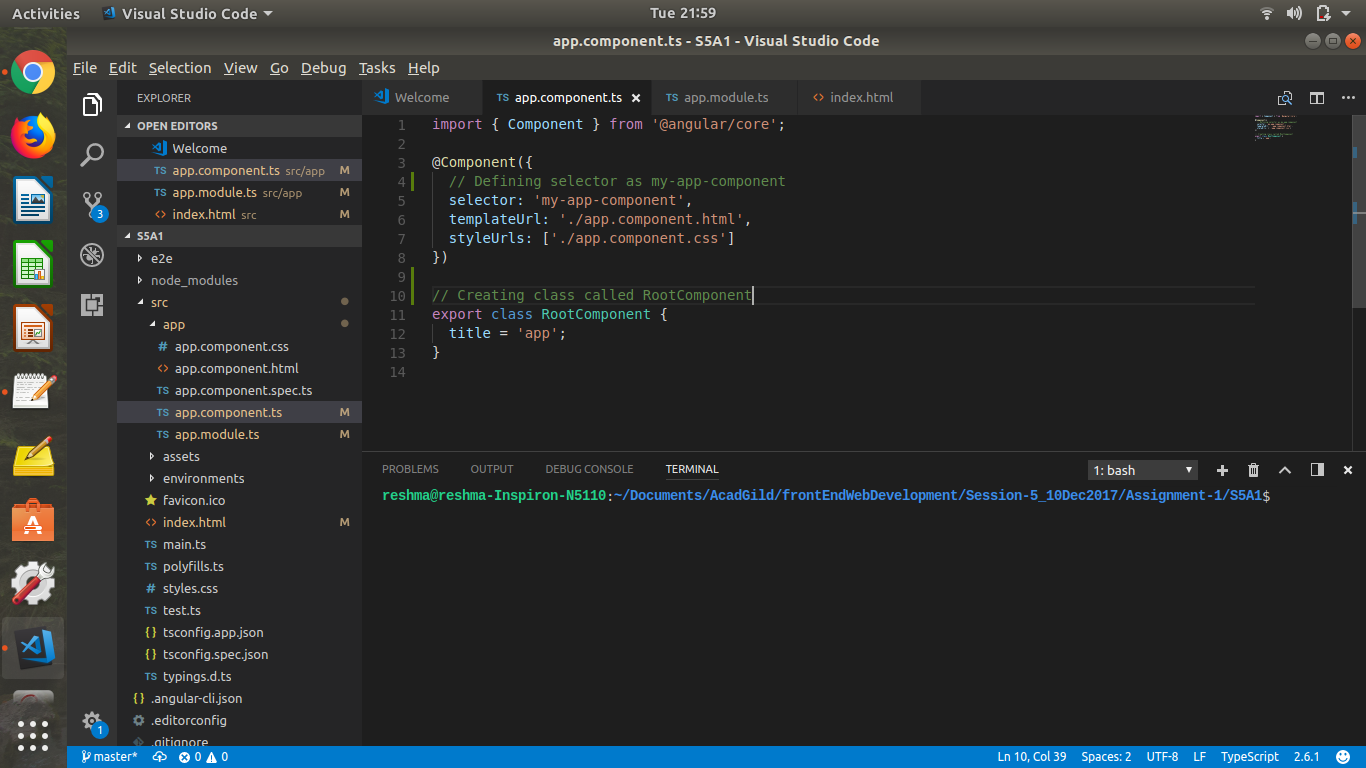 Activities Visual Studio Code Tue 21:59
app.component.ts - S5A1 - Visual Studio Code
File Edit Selection View Go Debug Tasks Help
EXPLORER
OPEN EDITORS
Welcome
TS app.component.ts src/app M
TS app.module.ts src/app M
<> index.html src M
3
S5A1
e2e
node_modules
src
app
# app.component.css
<> app.component.html
TS app.component.spec.ts
TS app.component.ts M
TS app.module.ts M
assets
environments
favicon.ico
<> index.html M
TS main.ts
TS polyfills.ts
# styles.css
TS test.ts
{} tsconfig.app.json
{} tsconfig.spec.json
TS typings.d.ts
{} .angular-cli.json
.editorconfig
.gitignore
1
Welcome TS app.component.ts × TS app.module.ts <> index.html
1 import { Component } from '@angular/core';
2
3 @Component({
4 // Defining selector as my-app-component
5 selector: 'my-app-component',
6 templateUrl: './app.component.html',
7 styleUrls: ['./app.component.css']
8 })
9
10 // Creating class called RootComponent
11 export class RootComponent {
12 title = 'app';
13 }
14
PROBLEMS OUTPUT DEBUG CONSOLE TERMINAL 1: bash
reshma@reshma-Inspiron-N5110:~/Documents/AcadGild/frontEndWebDevelopment/Session-5_10Dec2017/Assignment-1/S5A1$
master* 0 0 Ln 10, Col 39 Spaces: 2 UTF-8 LF TypeScript 2.6.1